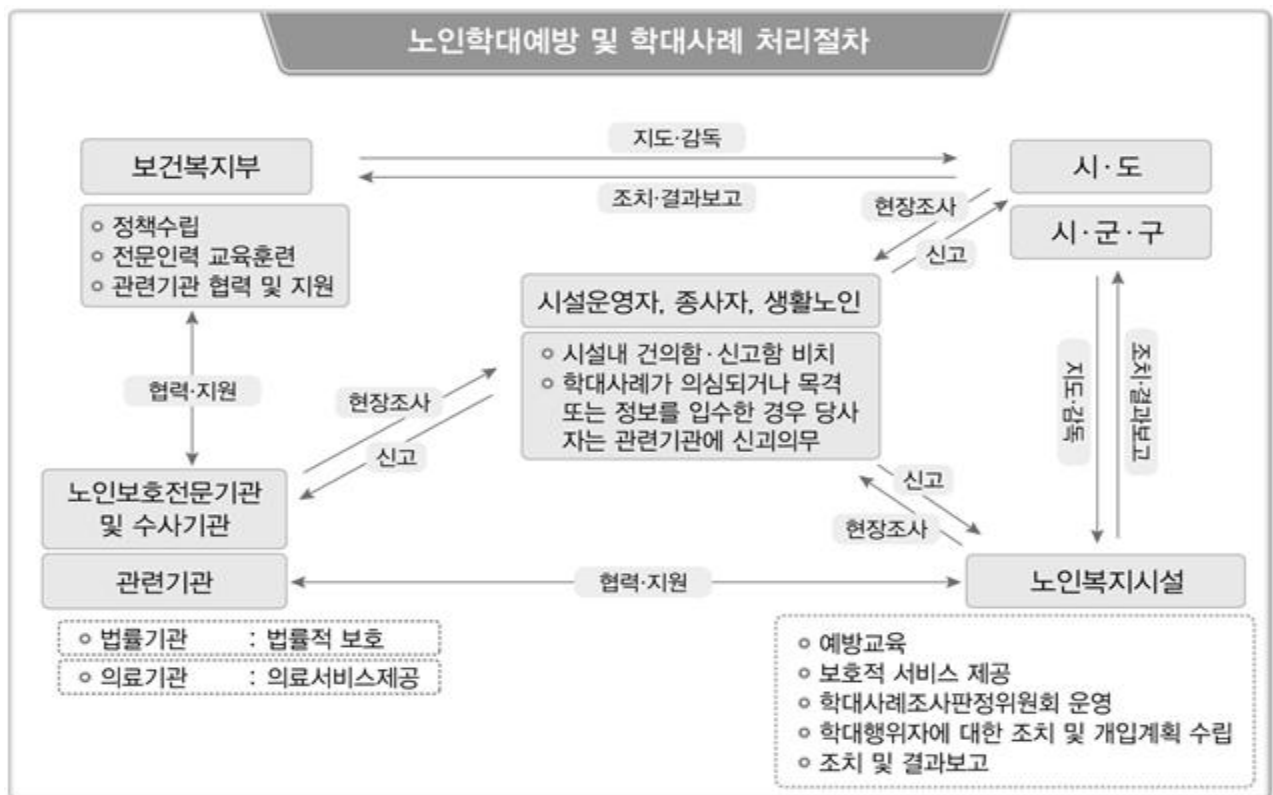 노인학대예방 및 학대사례 처리절차
지도·감독
보건복지부
시·도
조치·결과보고
현장조사
정책수립
전문인력 교육훈련
관련기관 협력 및 지원
시·군·구
신고
시설운영자, 종사자, 생활노인
시설내 건의함·신고함 비치
학대사례가 의심되거나 목격
또는 정보를 입수한 경우 당사
자는 관련기관에 신괴의무
협력·지원
현장조사
신고
지도·감독
조치·결과보고
노인보호전문기관
및 수사기관
신고
현장조사
관련기관
협력·지원
노인복지시설
법률기관 : 법률적 보호
의료기관 : 의료서비스제공
예방교육
보호적 서비스 제공
학대사례조사판정위원회 운영
학대행위자에 대한 조치 및 개입계획 수립
조치 및 결과보고